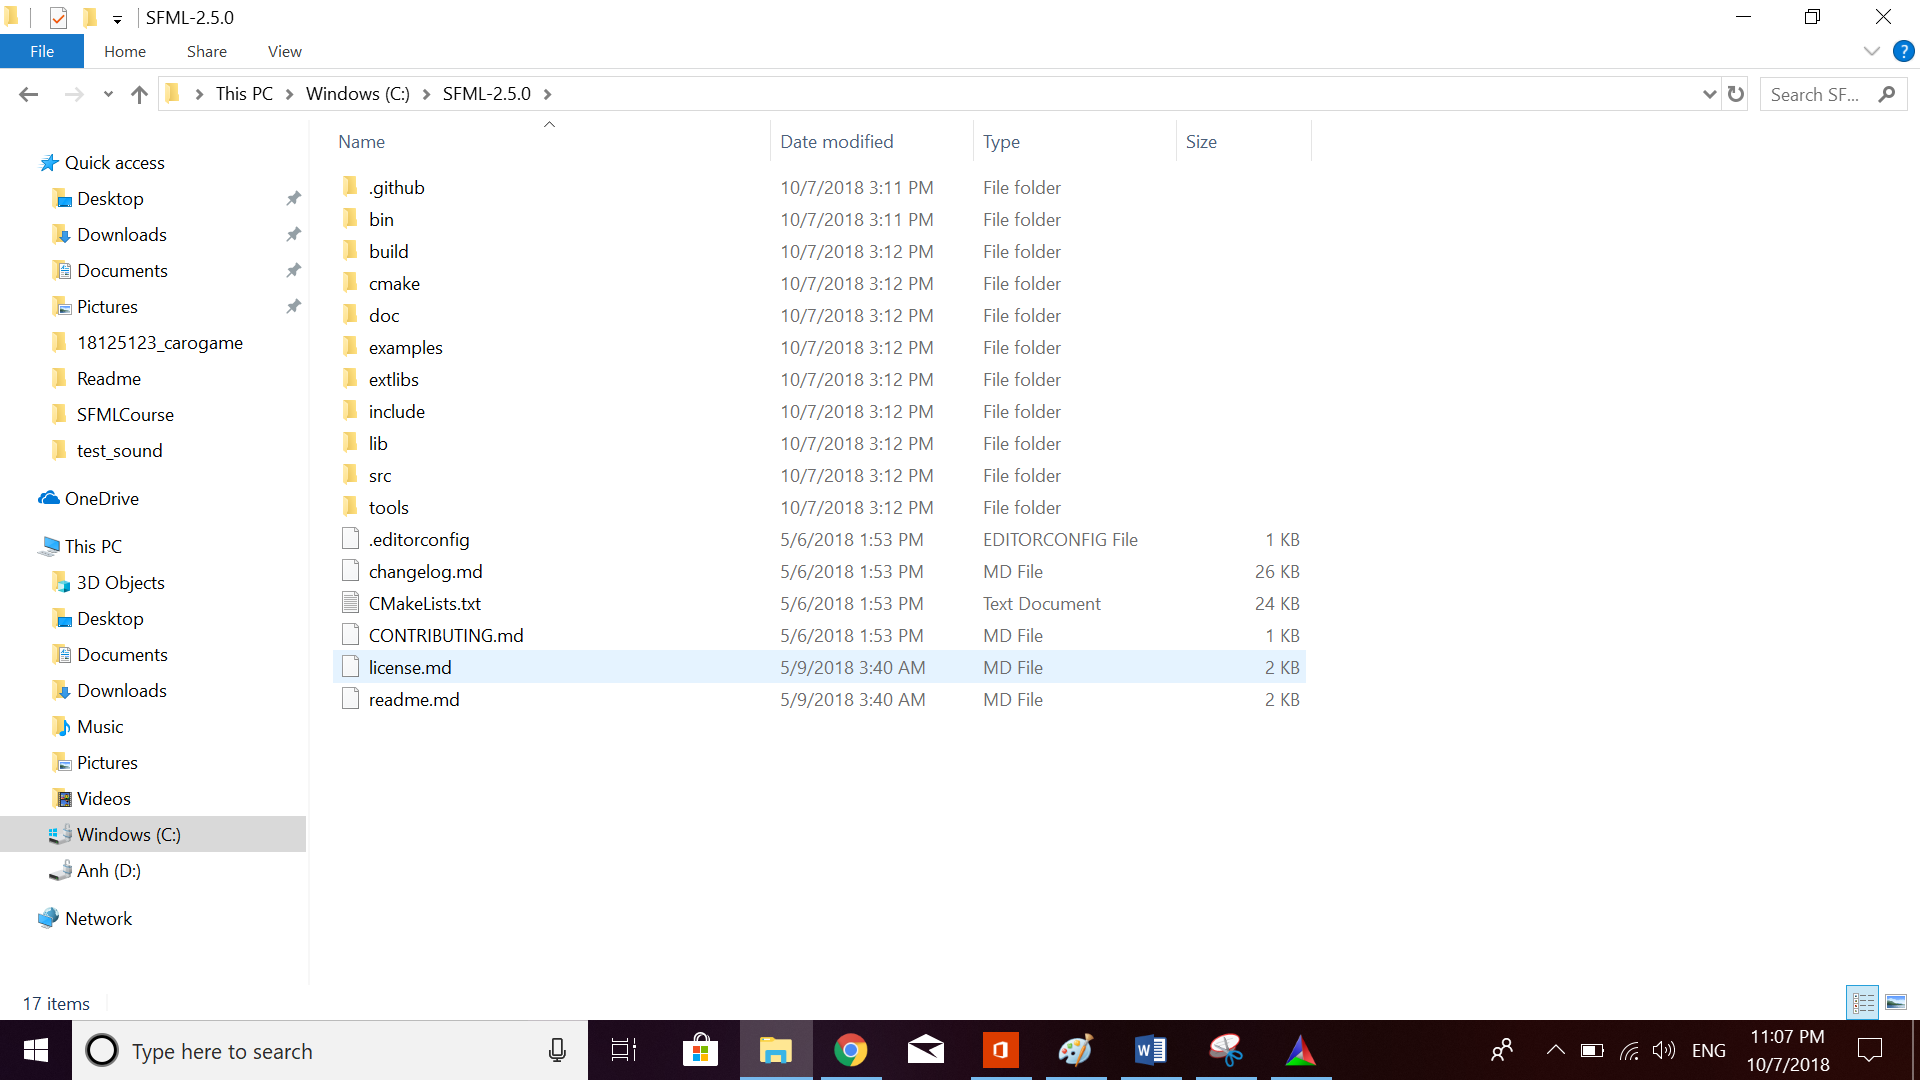 SFML-2.5.0
File Home Share View
This PC Windows (C:) SFML-2.5.0 Search SF...
Name Date modified Type Size
Quick access
Desktop
Downloads
Documents
Pictures
18125123_carogame
Readme
SFMLCourse
test_sound
OneDrive
This PC
3D Objects
Desktop
Documents
Downloads
Music
Pictures
Videos
Windows (C:)
Anh (D:)
Network
.github 10/7/2018 3:11 PM File folder
bin 10/7/2018 3:11 PM File folder
build 10/7/2018 3:12 PM File folder
cmake 10/7/2018 3:12 PM File folder
doc 10/7/2018 3:12 PM File folder
examples 10/7/2018 3:12 PM File folder
extlibs 10/7/2018 3:12 PM File folder
include 10/7/2018 3:12 PM File folder
lib 10/7/2018 3:12 PM File folder
src 10/7/2018 3:12 PM File folder
tools 10/7/2018 3:12 PM File folder
.editorconfig 5/6/2018 1:53 PM EDITORCONFIG File 1 KB
changelog.md 5/6/2018 1:53 PM MD File 26 KB
CMakeLists.txt 5/6/2018 1:53 PM Text Document 24 KB
CONTRIBUTING.md 5/6/2018 1:53 PM MD File 1 KB
license.md 5/9/2018 3:40 AM MD File 2 KB
readme.md 5/9/2018 3:40 AM MD File 2 KB
17 items
Type here to search
ENG
11:07 PM
10/7/2018